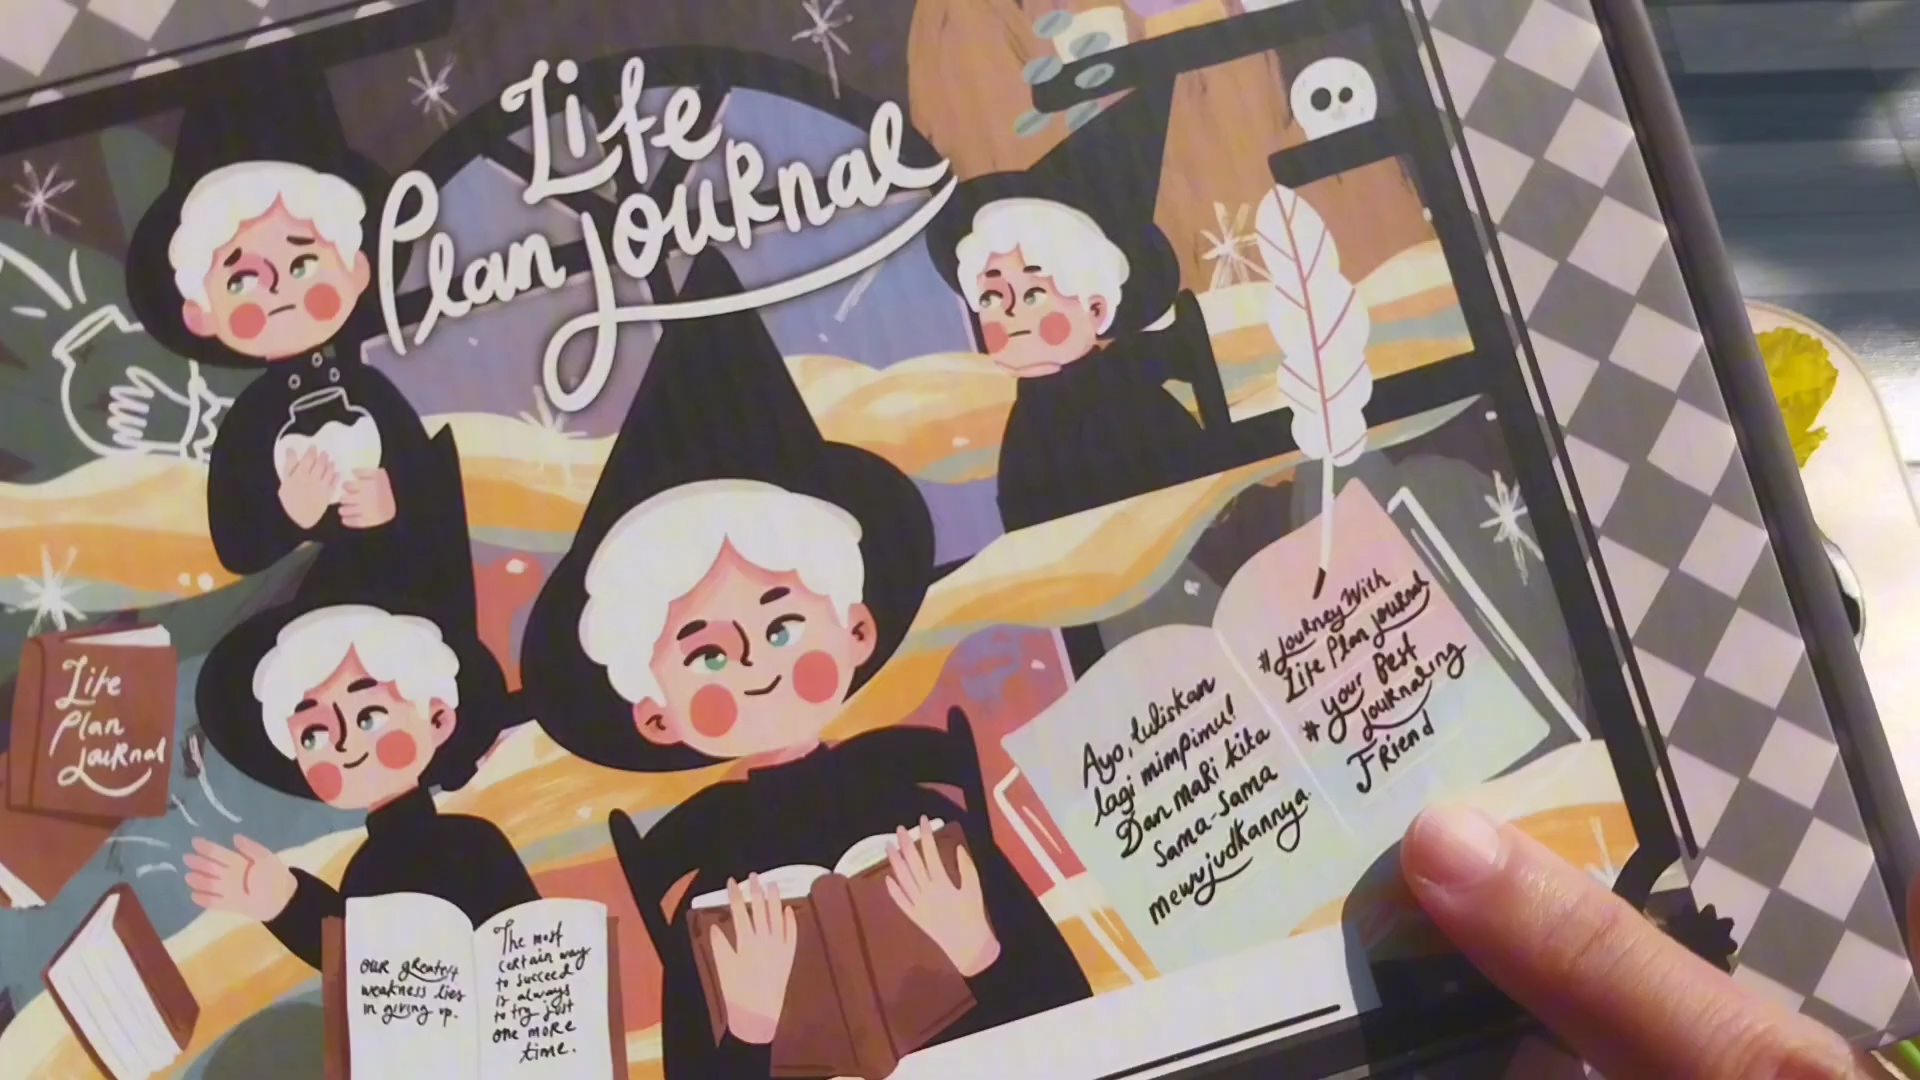 Life
Plan Journal
Life
Plan
Journal
Ayo, tuliskan
lagi mimpimu!
Dan mari kita
sama-sama
mewujudkannya.
#JourneyWith
Life Plan Journal
# your Best
Journaling
Friend
our greatest
weakness lies
in giving up.
The most
certain way
to succeed
is always
to try just
one more
time.